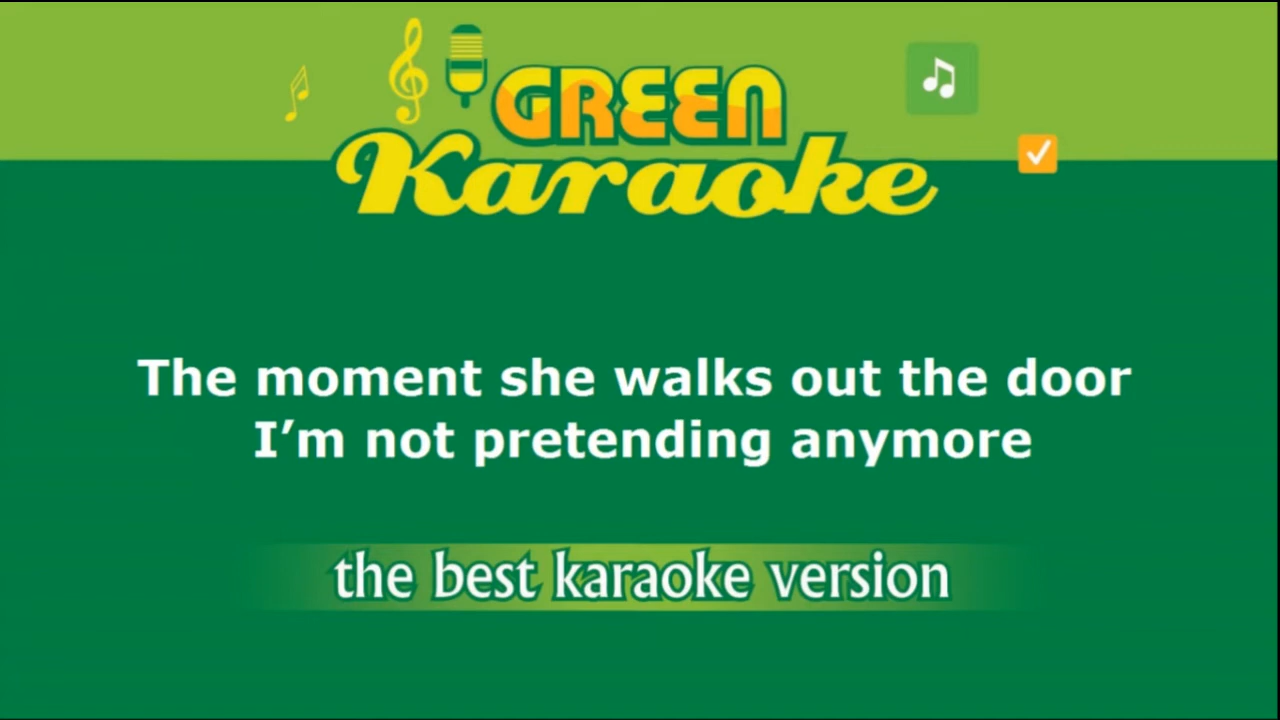 GREEN
Karaoke
The moment she walks out the door
I’m not pretending anymore
the best karaoke version